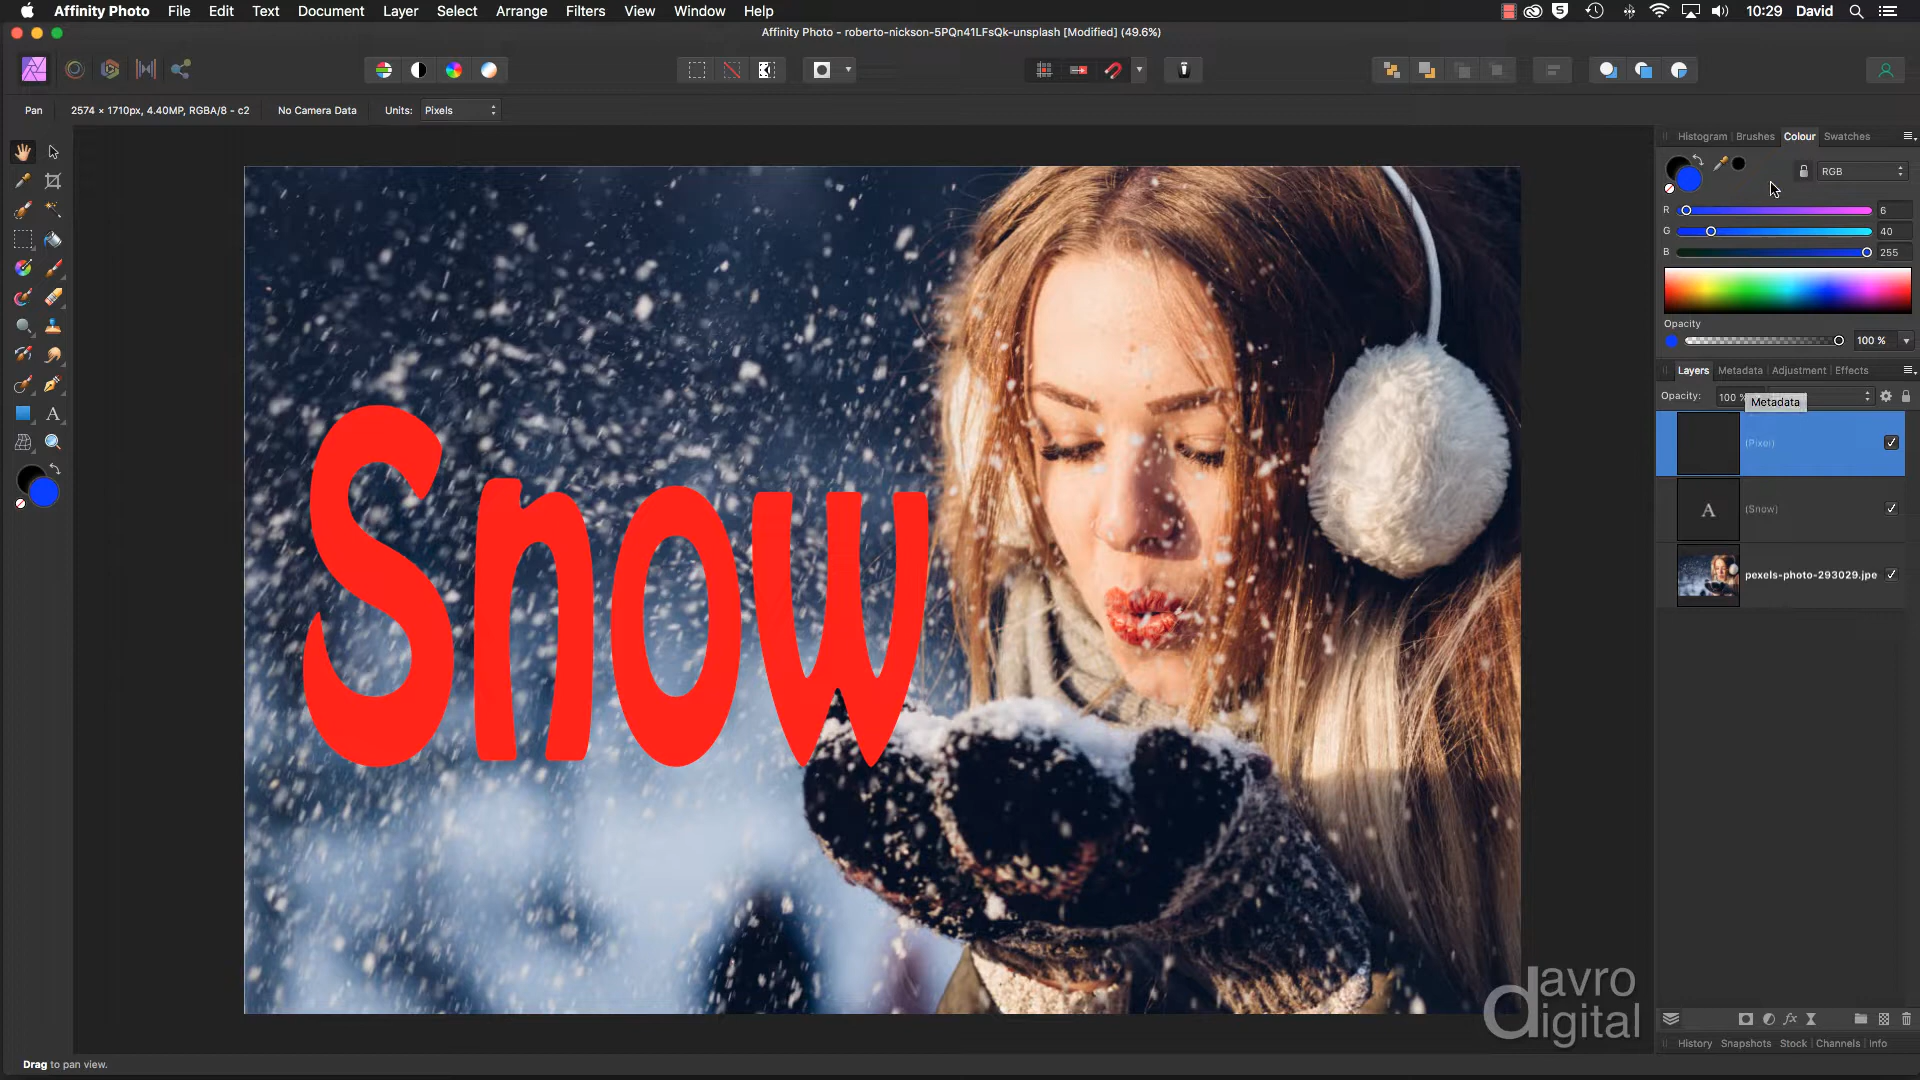 Affinity Photo File Edit Text Document Layer Select Arrange Filters View Window Help 10:29 David
Affinity Photo - roberto-nickson-5PQn41LFsQk-unsplash [Modified] (49.6%)
Pan 2574 × 1710px, 4.40MP, RGBA/8 - c2 No Camera Data Units: Pixels
Histogram Brushes Colour Swatches
RGB
R 6
G 40
B 255
Opacity
100 %
Layers Metadata Adjustment Effects
Opacity: 100 %
Metadata
(Pixel)
A (Snow)
pexels-photo-293029.jpe
Snow
davro
digital
History Snapshots Stock Channels Info
Drag to pan view.